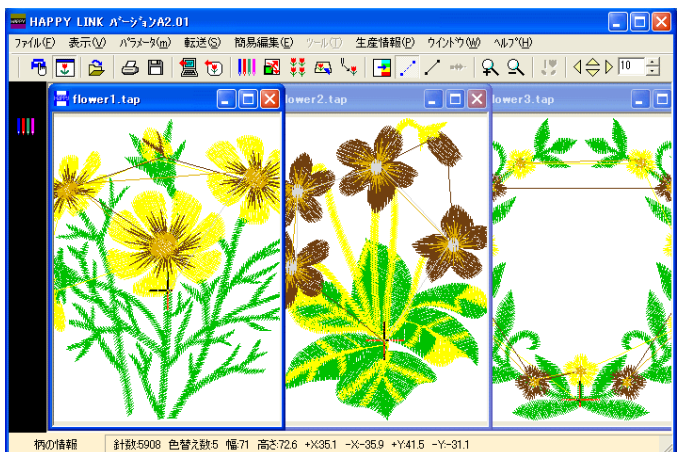 HAPPY LINK バージョンA2.01
ファイル(F) 表示(V) パラメータ(m) 転送(S) 簡易編集(E) ツール(T) 生産情報(P) ウインドウ(W) ヘルプ(H)
10
flower1.tap
flower2.tap
flower3.tap
柄の情報 針数:5908 色替え数:5 幅:71 高さ:72.6 +X:35.1 -X:-35.9 +Y:41.5 -Y:-31.1